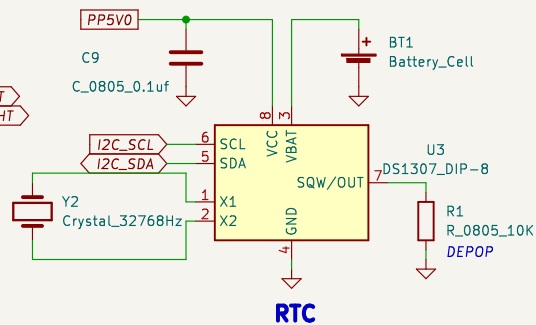 PP5V0
C9
C_0805_0.1uf
BT1
Battery_Cell
T
HT
8
3
VCC
VBAT
I2C_SCL
6
SCL
I2C_SDA
5
SDA
U3
DS1307_DIP-8
SQW/OUT
7
Y2
Crystal_32768Hz
1
X1
2
X2
GND
4
R1
R_0805_10K
DEPOP
RTC